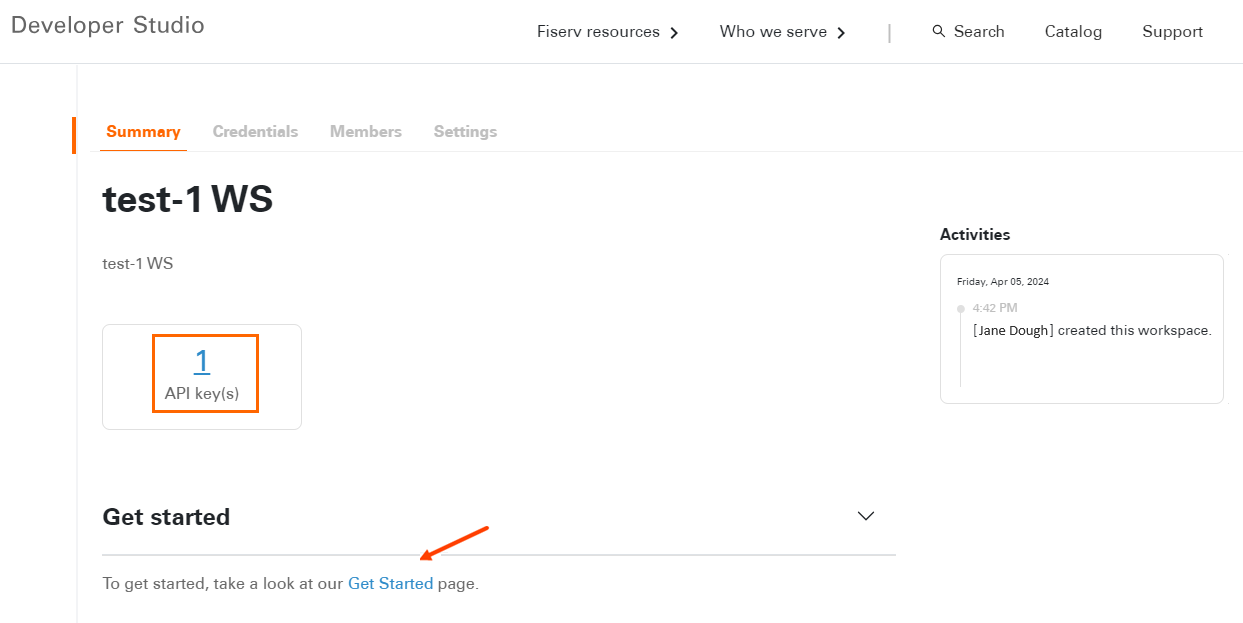 Developer Studio
Fiserv resources
Who we serve
|
Search
Catalog
Support
Summary
Credentials
Members
Settings
test-1 WS
test-1 WS
Activities
Friday, Apr 05, 2024
4:42 PM
[Jane Dough] created this workspace.
1
API key(s)
Get started
To get started, take a look at our Get Started page.